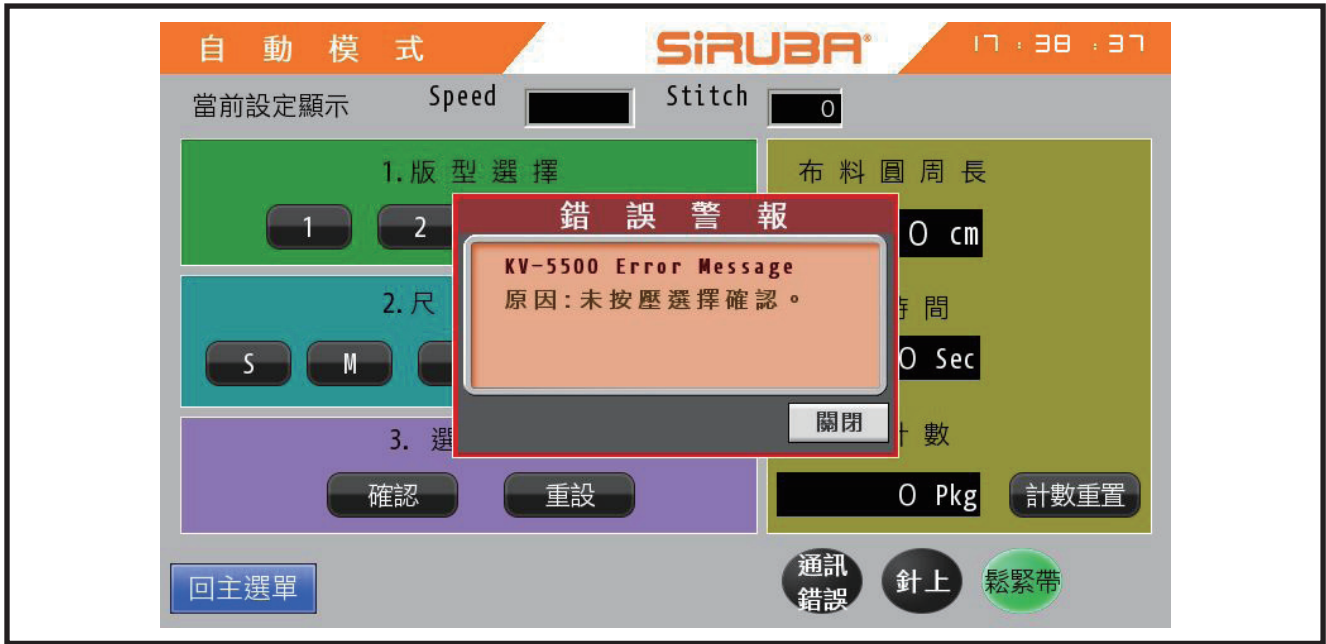 自動模式
SiRUBA®
17:38:37
當前設定顯示 Speed Stitch 0
1.版型選擇
1 2
2.尺
S M
3. 選
確認 重設
布料圓周長
0 cm
時間
0 Sec
計數
0 Pkg 計數重置
錯誤警報
KV-5500 Error Message
原因:未按壓選擇確認。
關閉
回主選單
通訊
錯誤
針上
鬆緊帶